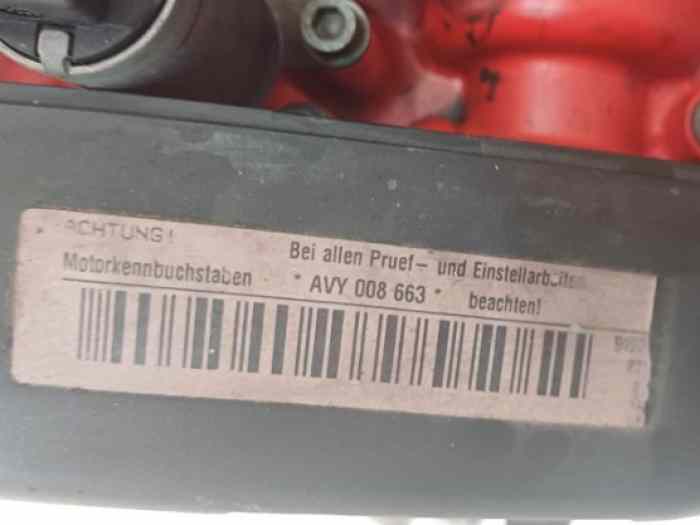 ACHTUNG! Bei allen Pruef- und Einstellarbeiten
Motorkennbuchstaben * AVY 008 663 * beachten!